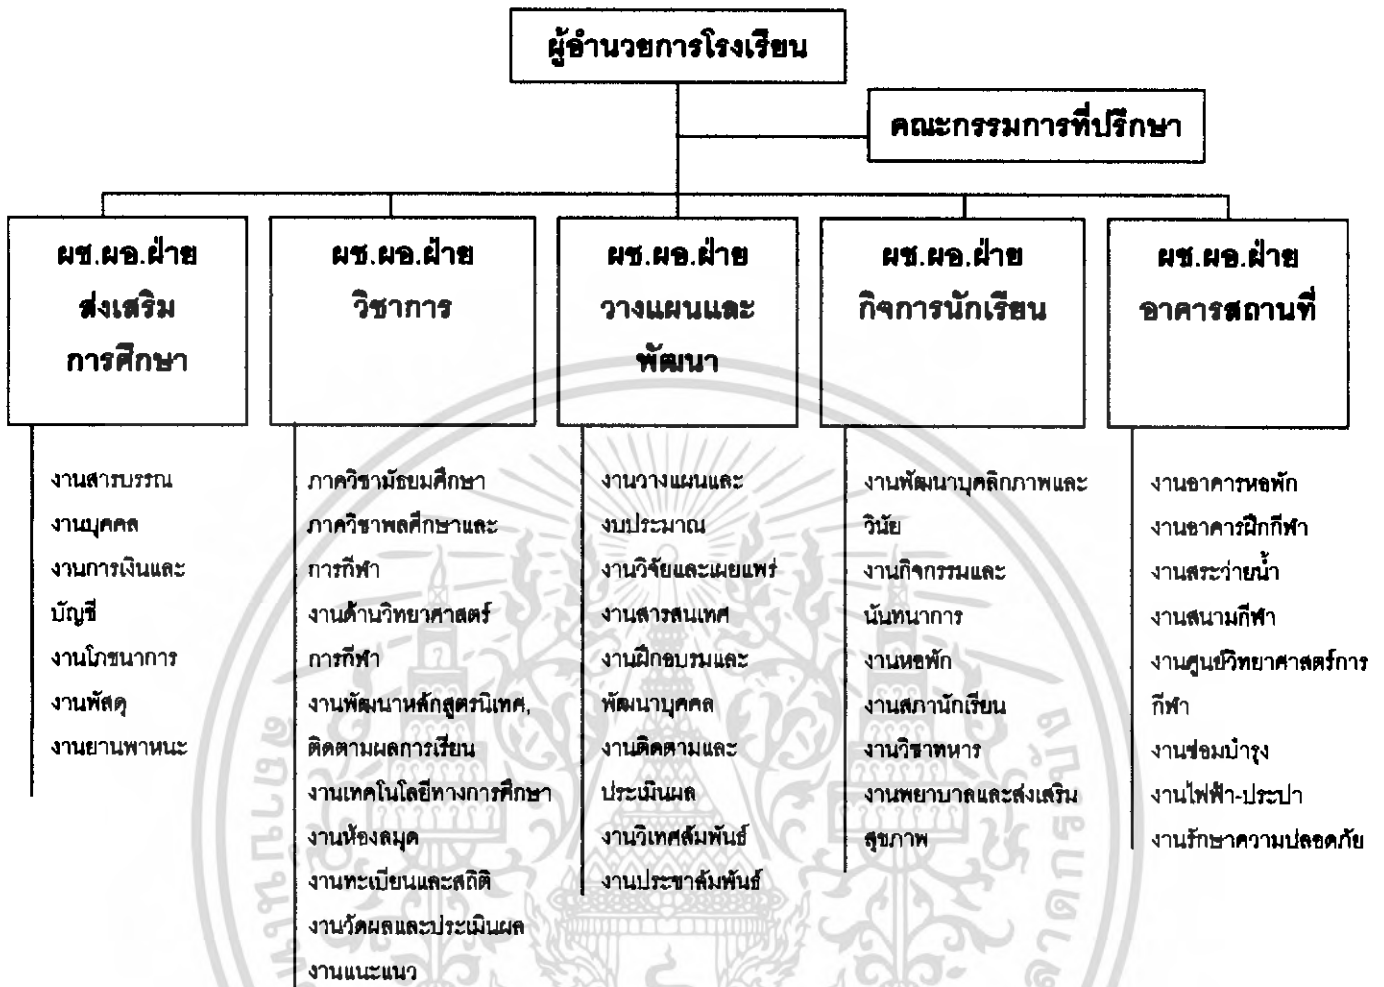 ผู้อำนวยการโรงเรียน
คณะกรรมการที่ปรึกษา
ผช.ผอ.ฝ่าย
ส่งเสริม
การศึกษา
งานสารบรรณ
งานบุคคล
งานการเงินและ
บัญชี
งานโภชนาการ
งานพัสดุ
งานยานพาหนะ
ผช.ผอ.ฝ่าย
วิชาการ
ภาควิชามัธยมศึกษา
ภาควิชาพลศึกษาและ
การกีฬา
งานด้านวิทยาศาสตร์
การกีฬา
งานพัฒนาหลักสูตรนิเทศ,
ติดตามผลการเรียน
งานเทคโนโลยีทางการศึกษา
งานห้องสมุด
งานทะเบียนและสถิติ
งานวัดผลและประเมินผล
งานแนะแนว
ผช.ผอ.ฝ่าย
วางแผนและ
พัฒนา
งานวางแผนและ
งบประมาณ
งานวิจัยและเผยแพร่
งานสารสนเทศ
งานฝึกอบรมและ
พัฒนาบุคคล
งานติดตามและ
ประเมินผล
งานวิเทศสัมพันธ์
งานประชาสัมพันธ์
ผช.ผอ.ฝ่าย
กิจการนักเรียน
งานพัฒนาบุคลิกภาพและ
วินัย
งานกิจกรรมและ
นันทนาการ
งานหอพัก
งานสภานักเรียน
งานวิชาทหาร
งานพยาบาลและส่งเสริม
สุขภาพ
ผช.ผอ.ฝ่าย
อาคารสถานที่
งานอาคารหอพัก
งานอาคารฝึกกีฬา
งานสระว่ายน้ำ
งานสนามกีฬา
งานศูนย์วิทยาศาสตร์การ
กีฬา
งานซ่อมบำรุง
งานไฟฟ้า-ประปา
งานรักษาความปลอดภัย